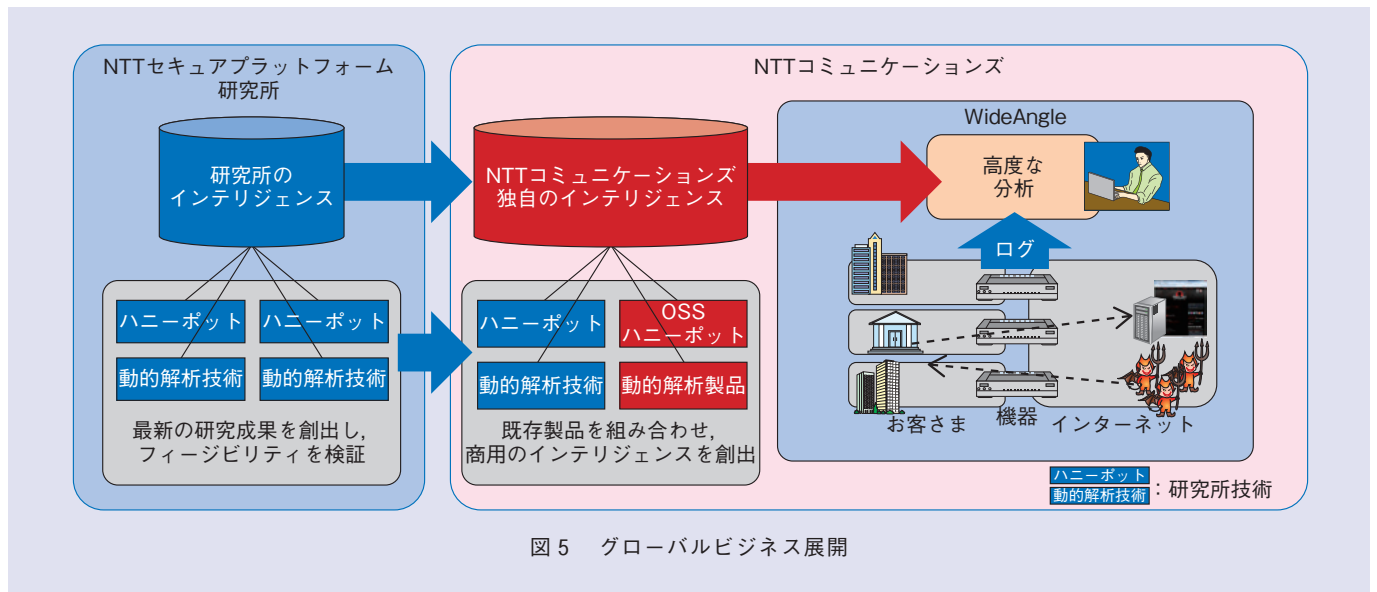 NTTセキュアプラットフォーム
研究所
研究所の
インテリジェンス
ハニーポット
ハニーポット
動的解析技術
動的解析技術
最新の研究成果を創出し,
フィージビリティを検証
NTTコミュニケーションズ
NTTコミュニケーションズ
独自のインテリジェンス
ハニーポット
OSS
ハニーポット
動的解析技術
動的解析製品
既存製品を組み合わせ,
商用のインテリジェンスを創出
WideAngle
高度な
分析
ログ
お客さま
機器
インターネット
ハニーポット
動的解析技術
:研究所技術
図5 グローバルビジネス展開